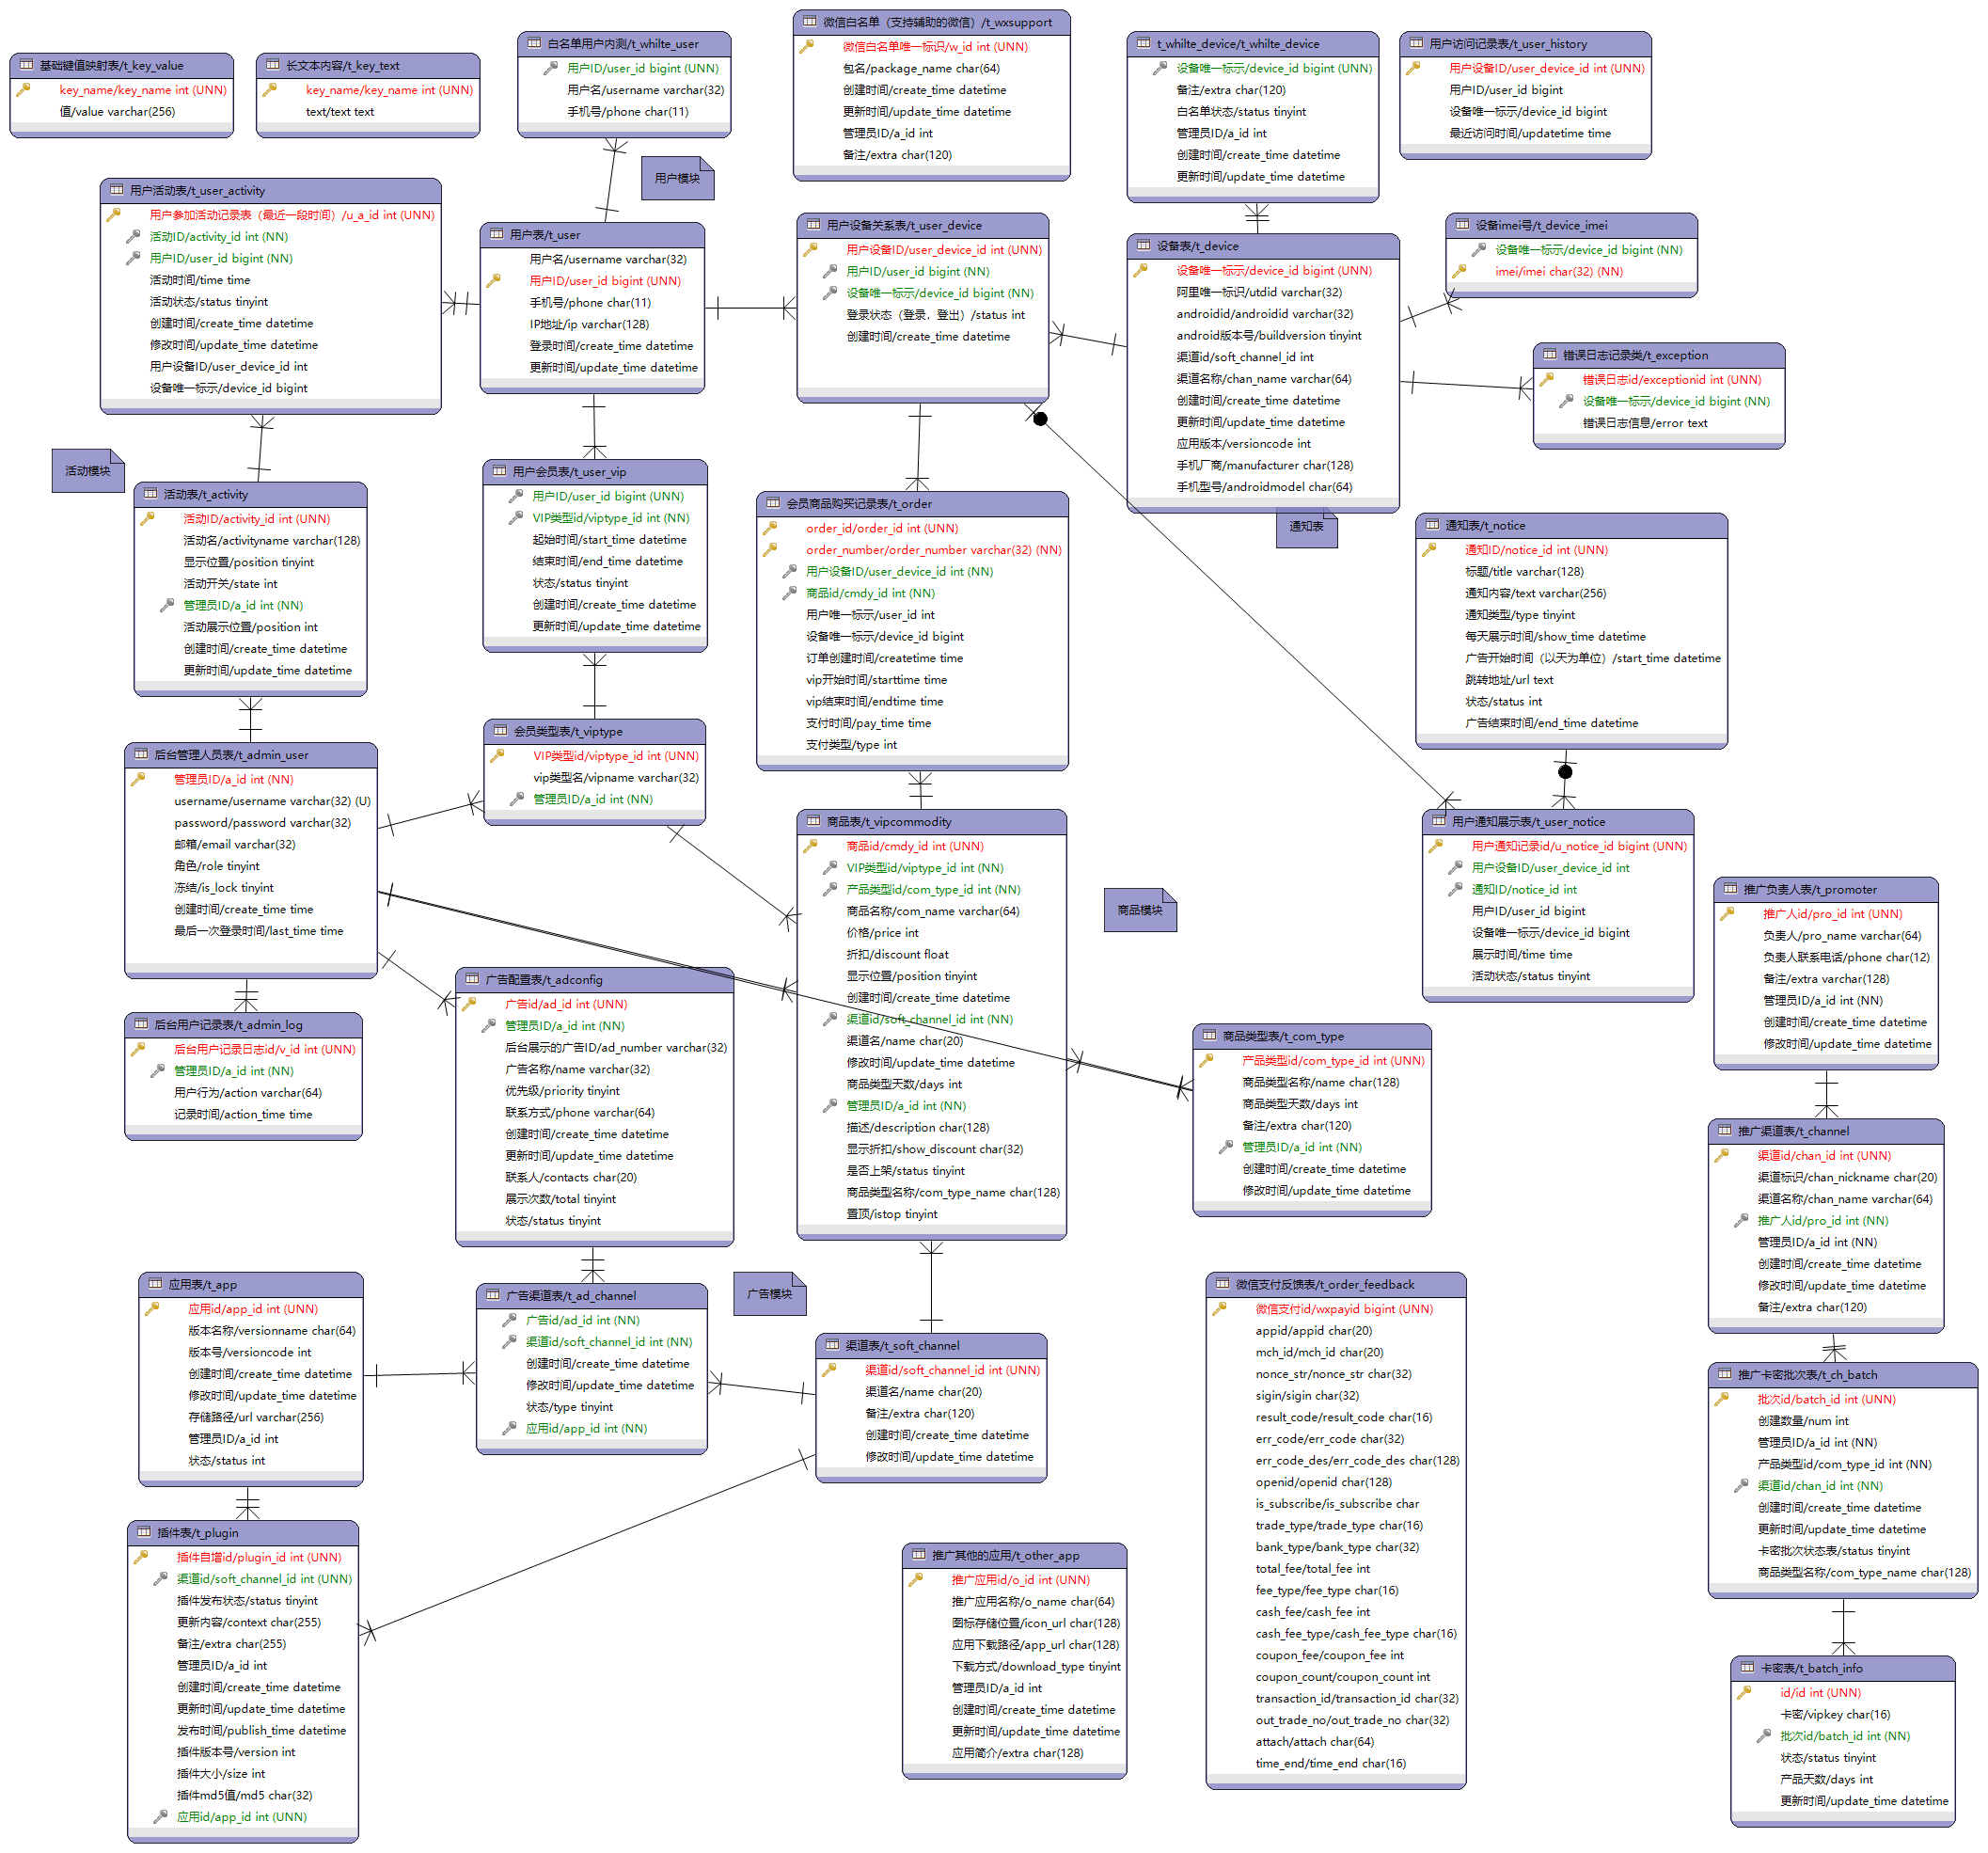 基础键值映射表/t_key_value
key_name/key_name int (UNN)
值/value varchar(256)
长文本内容/t_key_text
key_name/key_name int (UNN)
text/text text
白名单用户内测/t_whilte_user
用户ID/user_id bigint (UNN)
用户名/username varchar(32)
手机号/phone char(11)
微信白名单（支持辅助的微信）/t_wxsupport
微信白名单唯一标识/w_id int (UNN)
包名/package_name char(64)
创建时间/create_time datetime
更新时间/update_time datetime
管理员ID/a_id int
备注/extra char(120)
t_whilte_device/t_whilte_device
设备唯一标示/device_id bigint (UNN)
备注/extra char(120)
白名单状态/status tinyint
管理员ID/a_id int
创建时间/create_time datetime
更新时间/update_time datetime
用户访问记录表/t_user_history
用户设备ID/user_device_id int (UNN)
用户ID/user_id bigint
设备唯一标示/device_id bigint
最近访问时间/updatetime time
用户模块
用户活动表/t_user_activity
用户参加活动记录表（最近一段时间）/u_a_id int (UNN)
活动ID/activity_id int (NN)
用户ID/user_id bigint (NN)
活动时间/time time
活动状态/status tinyint
创建时间/create_time datetime
修改时间/update_time datetime
用户设备ID/user_device_id int
设备唯一标示/device_id bigint
用户表/t_user
用户名/username varchar(32)
用户ID/user_id bigint (UNN)
手机号/phone char(11)
IP地址/ip varchar(128)
登录时间/create_time datetime
更新时间/update_time datetime
用户设备关系表/t_user_device
用户设备ID/user_device_id int (UNN)
用户ID/user_id bigint (NN)
设备唯一标示/device_id bigint (NN)
登录状态（登录，登出）/status int
创建时间/create_time datetime
设备表/t_device
设备唯一标示/device_id bigint (UNN)
阿里唯一标识/utdid varchar(32)
androidid/androidid varchar(32)
android版本号/buildversion tinyint
渠道id/soft_channel_id int
渠道名称/chan_name varchar(64)
创建时间/create_time datetime
更新时间/update_time datetime
应用版本/versioncode int
手机厂商/manufacturer char(128)
手机型号/androidmodel char(64)
设备imei号/t_device_imei
设备唯一标示/device_id bigint (NN)
imei/imei char(32) (NN)
错误日志记录类/t_exception
错误日志id/exceptionid int (UNN)
设备唯一标示/device_id bigint (NN)
错误日志信息/error text
活动模块
活动表/t_activity
活动ID/activity_id int (UNN)
活动名/activityname varchar(128)
显示位置/position tinyint
活动开关/state int
管理员ID/a_id int (NN)
活动展示位置/position int
创建时间/create_time datetime
更新时间/update_time datetime
用户会员表/t_user_vip
用户ID/user_id bigint (UNN)
VIP类型id/viptype_id int (NN)
起始时间/start_time datetime
结束时间/end_time datetime
状态/status tinyint
创建时间/create_time datetime
更新时间/update_time datetime
会员商品购买记录表/t_order
order_id/order_id int (UNN)
order_number/order_number varchar(32) (NN)
用户设备ID/user_device_id int (NN)
商品id/cmdy_id int (NN)
用户唯一标示/user_id int
设备唯一标示/device_id bigint
订单创建时间/createtime time
vip开始时间/starttime time
vip结束时间/endtime time
支付时间/pay_time time
支付类型/type int
通知表
通知表/t_notice
通知ID/notice_id int (UNN)
标题/title varchar(128)
通知内容/text varchar(256)
通知类型/type tinyint
每天展示时间/show_time datetime
广告开始时间（以天为单位）/start_time datetime
跳转地址/url text
状态/status int
广告结束时间/end_time datetime
后台管理人员表/t_admin_user
管理员ID/a_id int (NN)
username/username varchar(32) (U)
password/password varchar(32)
邮箱/email varchar(32)
角色/role tinyint
冻结/is_lock tinyint
创建时间/create_time time
最后一次登录时间/last_time time
会员类型表/t_viptype
VIP类型id/viptype_id int (UNN)
vip类型名/vipname varchar(32)
管理员ID/a_id int (NN)
商品表/t_vipcommodity
商品id/cmdy_id int (UNN)
VIP类型id/viptype_id int (NN)
产品类型id/com_type_id int (NN)
商品名称/com_name varchar(64)
价格/price int
折扣/discount float
显示位置/position tinyint
创建时间/create_time datetime
渠道id/soft_channel_id int (NN)
渠道名/name char(20)
修改时间/update_time datetime
商品类型天数/days int
管理员ID/a_id int (NN)
描述/description char(128)
显示折扣/show_discount char(32)
是否上架/status tinyint
商品类型名称/com_type_name char(128)
置顶/istop tinyint
商品模块
用户通知展示表/t_user_notice
用户通知记录id/u_notice_id bigint (UNN)
用户设备ID/user_device_id int
通知ID/notice_id int
用户ID/user_id bigint
设备唯一标示/device_id bigint
展示时间/time time
活动状态/status tinyint
推广负责人表/t_promoter
推广人id/pro_id int (UNN)
负责人/pro_name varchar(64)
负责人联系电话/phone char(12)
备注/extra varchar(128)
管理员ID/a_id int (NN)
创建时间/create_time datetime
修改时间/update_time datetime
后台用户记录表/t_admin_log
后台用户记录日志id/v_id int (UNN)
管理员ID/a_id int (NN)
用户行为/action varchar(64)
记录时间/action_time time
广告配置表/t_adconfig
广告id/ad_id int (UNN)
管理员ID/a_id int (NN)
后台展示的广告ID/ad_number varchar(32)
广告名称/name varchar(32)
优先级/priority tinyint
联系方式/phone varchar(64)
创建时间/create_time datetime
更新时间/update_time datetime
联系人/contacts char(20)
展示次数/total tinyint
状态/status tinyint
商品类型表/t_com_type
产品类型id/com_type_id int (UNN)
商品类型名称/name char(128)
商品类型天数/days int
备注/extra char(120)
管理员ID/a_id int (NN)
创建时间/create_time datetime
修改时间/update_time datetime
推广渠道表/t_channel
渠道id/chan_id int (UNN)
渠道标识/chan_nickname char(20)
渠道名称/chan_name varchar(64)
推广人id/pro_id int (NN)
管理员ID/a_id int (NN)
创建时间/create_time datetime
修改时间/update_time datetime
备注/extra char(120)
应用表/t_app
应用id/app_id int (UNN)
版本名称/versionname char(64)
版本号/versioncode int
创建时间/create_time datetime
修改时间/update_time datetime
存储路径/url varchar(256)
管理员ID/a_id int
状态/status int
广告渠道表/t_ad_channel
广告id/ad_id int (NN)
渠道id/soft_channel_id int (NN)
创建时间/create_time datetime
修改时间/update_time datetime
状态/type tinyint
应用id/app_id int (NN)
广告模块
渠道表/t_soft_channel
渠道id/soft_channel_id int (UNN)
渠道名/name char(20)
备注/extra char(120)
创建时间/create_time datetime
修改时间/update_time datetime
微信支付反馈表/t_order_feedback
微信支付id/wxpayid bigint (UNN)
appid/appid char(20)
mch_id/mch_id char(20)
nonce_str/nonce_str char(32)
sigin/sigin char(32)
result_code/result_code char(16)
err_code/err_code char(32)
err_code_des/err_code_des char(128)
openid/openid char(128)
is_subscribe/is_subscribe char
trade_type/trade_type char(16)
bank_type/bank_type char(32)
total_fee/total_fee int
fee_type/fee_type char(16)
cash_fee/cash_fee int
cash_fee_type/cash_fee_type char(16)
coupon_fee/coupon_fee int
coupon_count/coupon_count int
transaction_id/transaction_id char(32)
out_trade_no/out_trade_no char(32)
attach/attach char(64)
time_end/time_end char(16)
推广卡密批次表/t_ch_batch
批次id/batch_id int (UNN)
创建数量/num int
管理员ID/a_id int (NN)
产品类型id/com_type_id int (NN)
渠道id/chan_id int (NN)
创建时间/create_time datetime
更新时间/update_time datetime
卡密批次状态表/status tinyint
商品类型名称/com_type_name char(128)
插件表/t_plugin
插件自增id/plugin_id int (UNN)
渠道id/soft_channel_id int (UNN)
插件发布状态/status tinyint
更新内容/context char(255)
备注/extra char(255)
管理员ID/a_id int
创建时间/create_time datetime
更新时间/update_time datetime
发布时间/publish_time datetime
插件版本号/version int
插件大小/size int
插件md5值/md5 char(32)
应用id/app_id int (UNN)
推广其他的应用/t_other_app
推广应用id/o_id int (UNN)
推广应用名称/o_name char(64)
图标存储位置/icon_url char(128)
应用下载路径/app_url char(128)
下载方式/download_type tinyint
管理员ID/a_id int
创建时间/create_time datetime
更新时间/update_time datetime
应用简介/extra char(128)
卡密表/t_batch_info
id/id int (UNN)
卡密/vipkey char(16)
批次id/batch_id int (NN)
状态/status tinyint
产品天数/days int
更新时间/update_time datetime